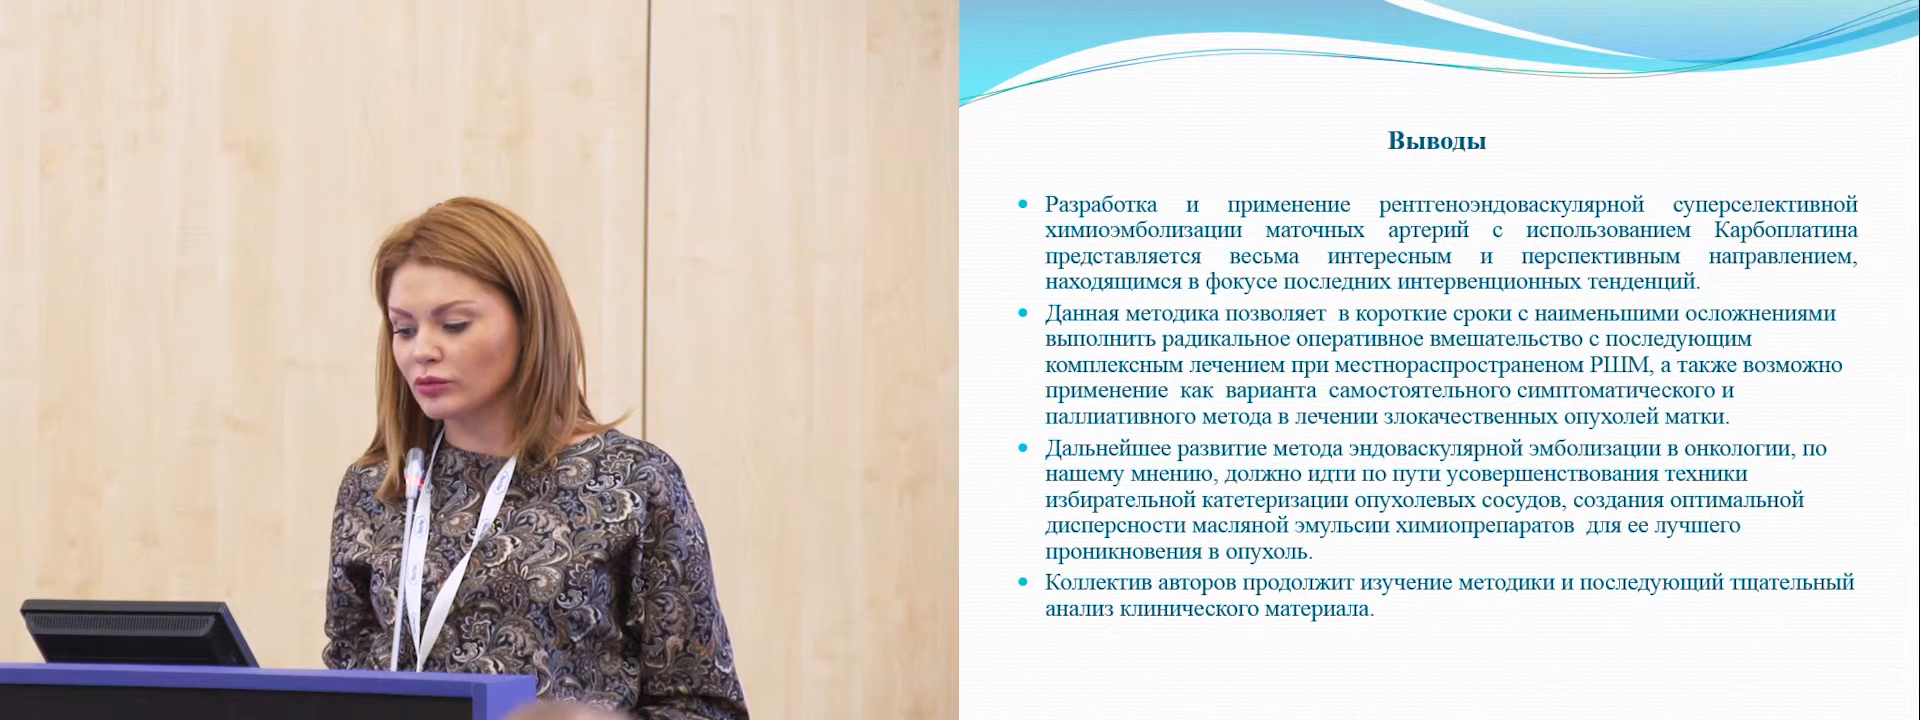 Выводы
Разработка и применение рентгеноэндоваскулярной суперселективной
химиоэмболизации маточных артерий с использованием Карбоплатина
представляется весьма интересным и перспективным направлением,
находящимся в фокусе последних интервенционных тенденций.
Данная методика позволяет в короткие сроки с наименьшими осложнениями
выполнить радикальное оперативное вмешательство с последующим
комплексным лечением при местнораспространеном РШМ, а также возможно
применение как варианта самостоятельного симптоматического и
паллиативного метода в лечении злокачественных опухолей матки.
Дальнейшее развитие метода эндоваскулярной эмболизации в онкологии, по
нашему мнению, должно идти по пути усовершенствования техники
избирательной катетеризации опухолевых сосудов, создания оптимальной
дисперсности масляной эмульсии химиопрепаратов для ее лучшего
проникновения в опухоль.
Коллектив авторов продолжит изучение методики и последующий тщательный
анализ клинического материала.